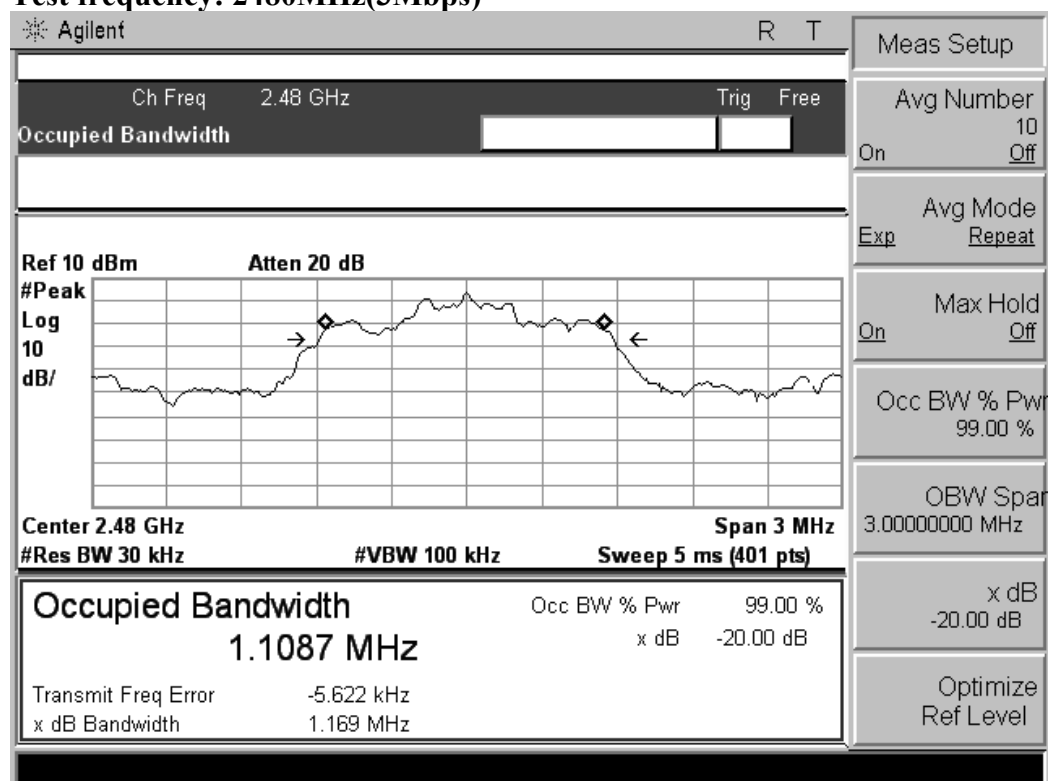 Test frequency: 2480MHz(3Mbps)
Agilent R T
Ch Freq 2.48 GHz Trig Free
Occupied Bandwidth
Ref 10 dBm Atten 20 dB
#Peak
Log
10
dB/
Center 2.48 GHz Span 3 MHz
#Res BW 30 kHz #VBW 100 kHz Sweep 5 ms (401 pts)
Occupied Bandwidth
1.1087 MHz
Occ BW % Pwr 99.00 %
x dB -20.00 dB
Transmit Freq Error -5.622 kHz
x dB Bandwidth 1.169 MHz
Meas Setup
Avg Number
10
On Off
Avg Mode
Exp Repeat
Max Hold
On Off
Occ BW % Pwr
99.00 %
OBW Span
3.00000000 MHz
x dB
-20.00 dB
Optimize
Ref Level